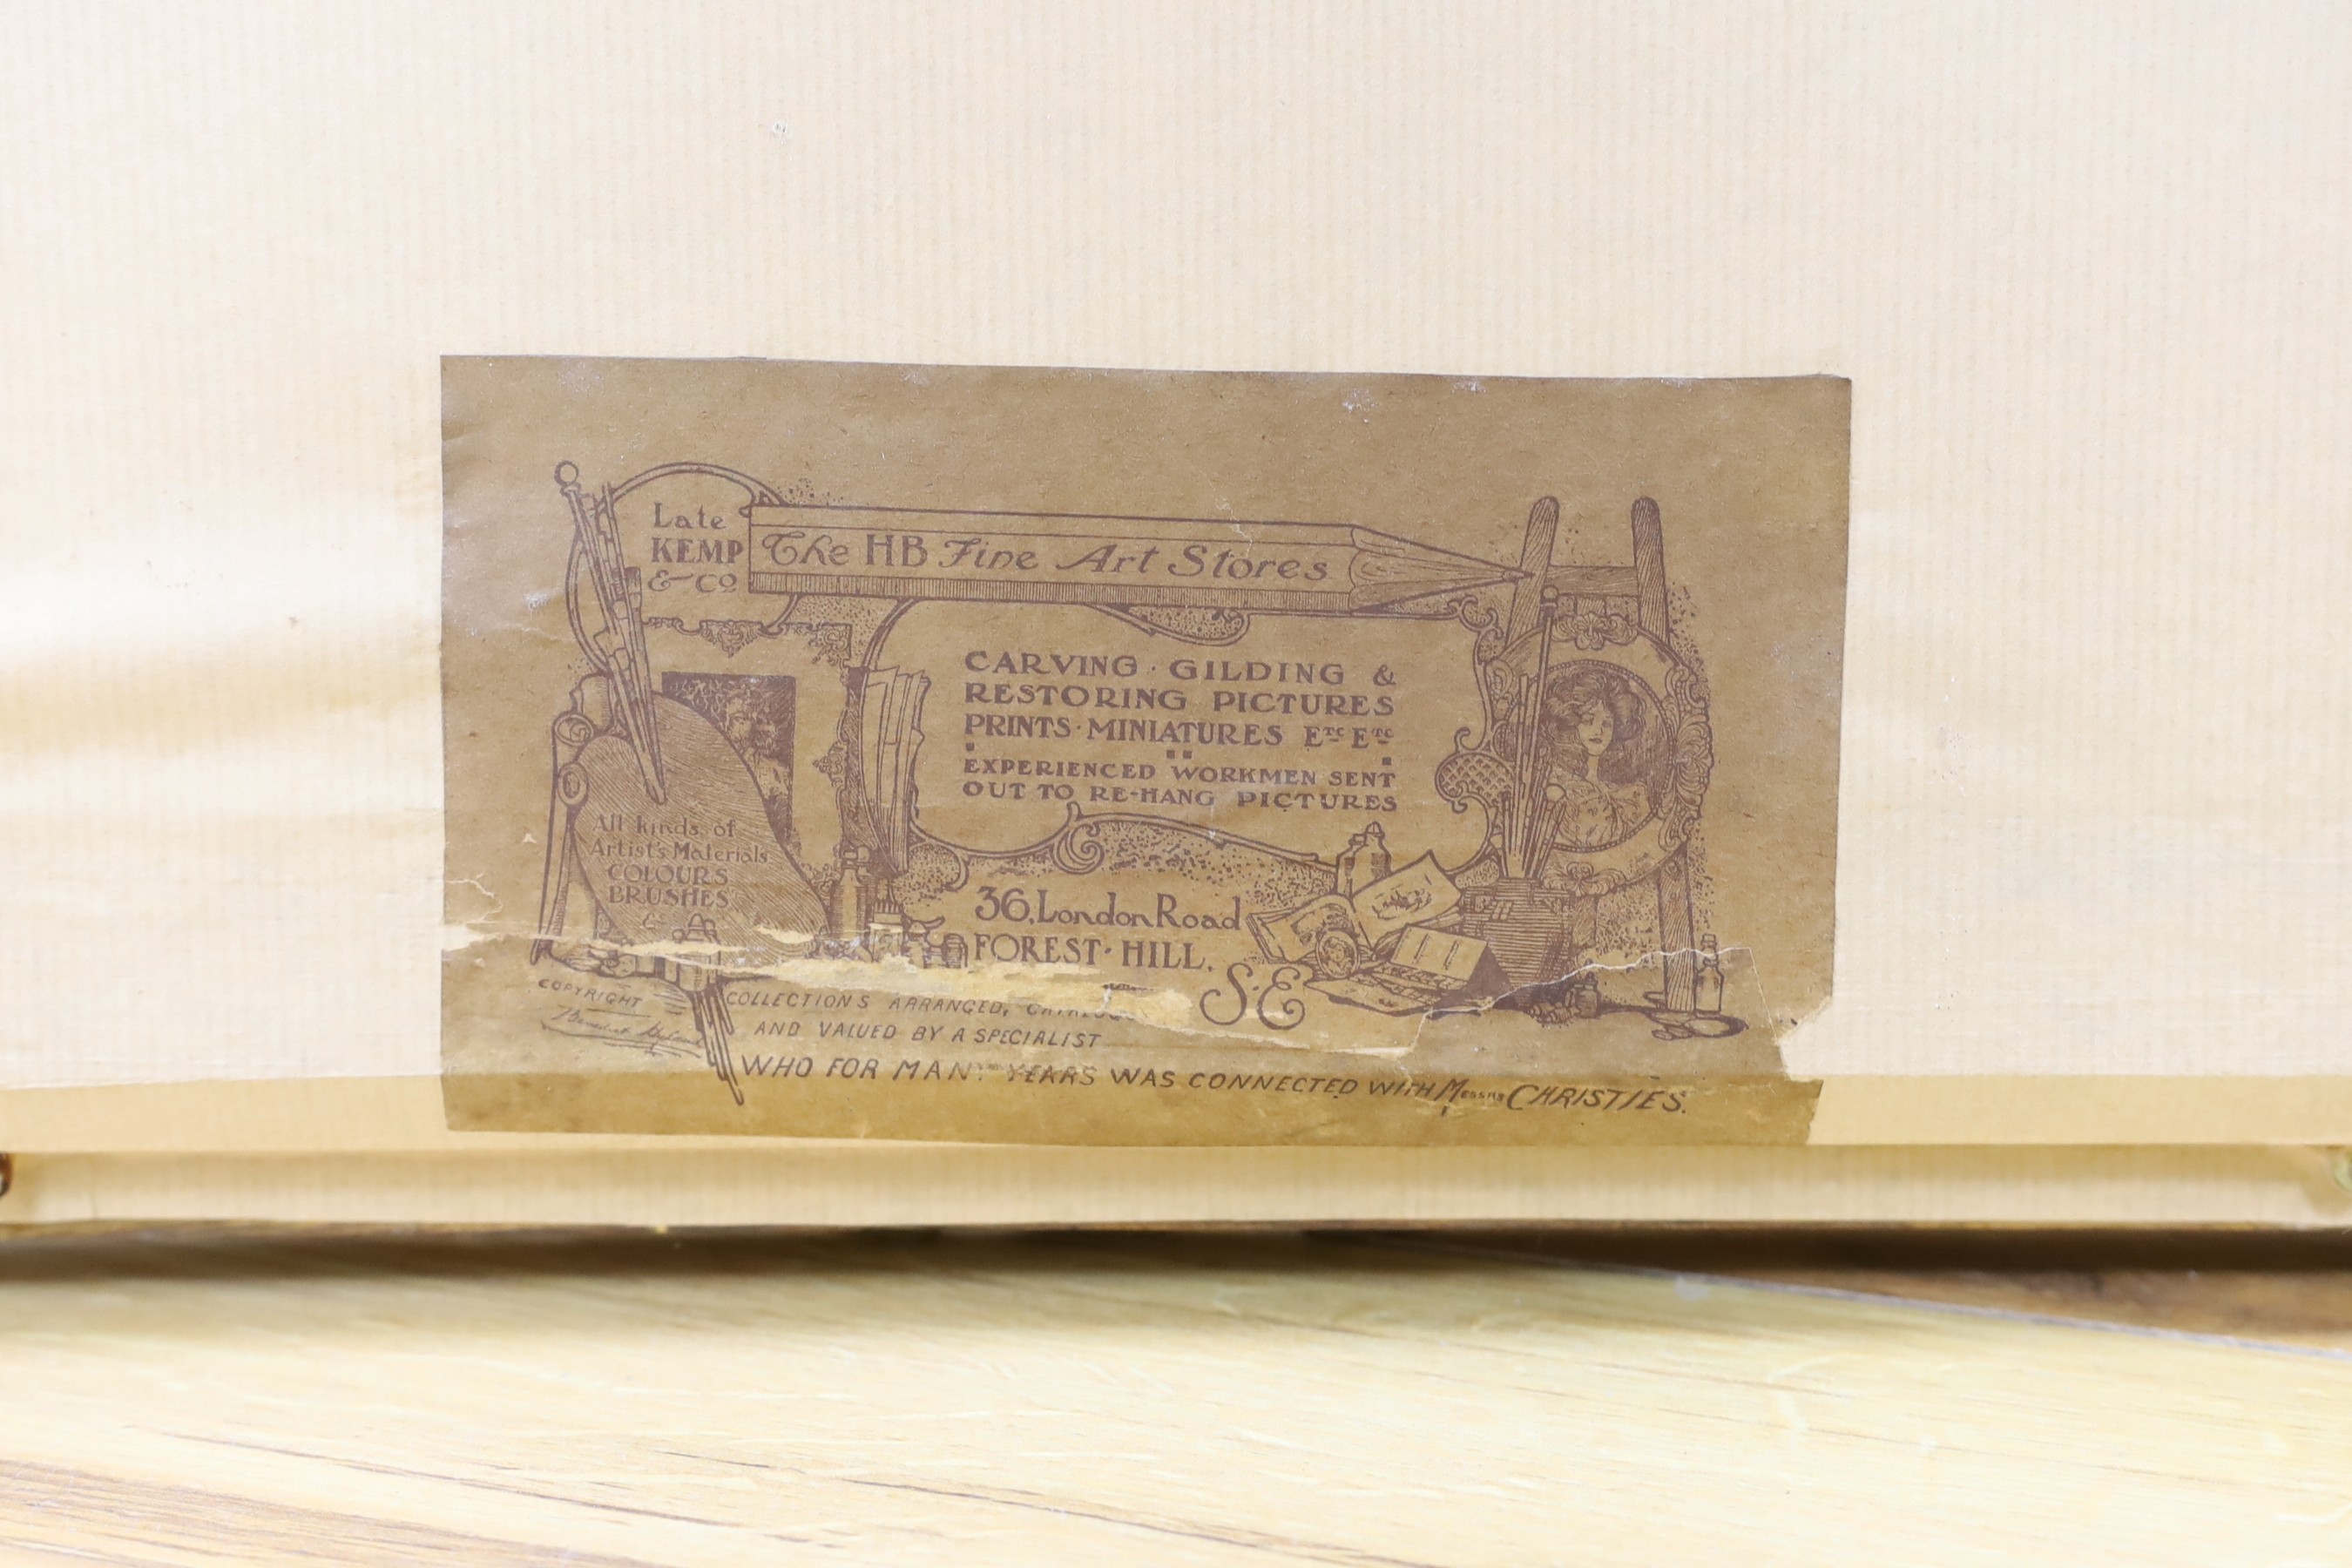 Late
KEMP
& Co
The HB Fine Art Stores
CARVING · GILDING &
RESTORING PICTURES
PRINTS · MINIATURES ETC ETC
EXPERIENCED WORKMEN SENT
OUT TO RE-HANG PICTURES
All kinds of
Artist's Materials
COLOURS
BRUSHES
&
36, London Road
FOREST · HILL.
S·E
COPYRIGHT
COLLECTIONS ARRANGED,
AND VALUED BY A SPECIALIST
WHO FOR MANY YEARS WAS CONNECTED WITH MESSRS CHRISTIES.